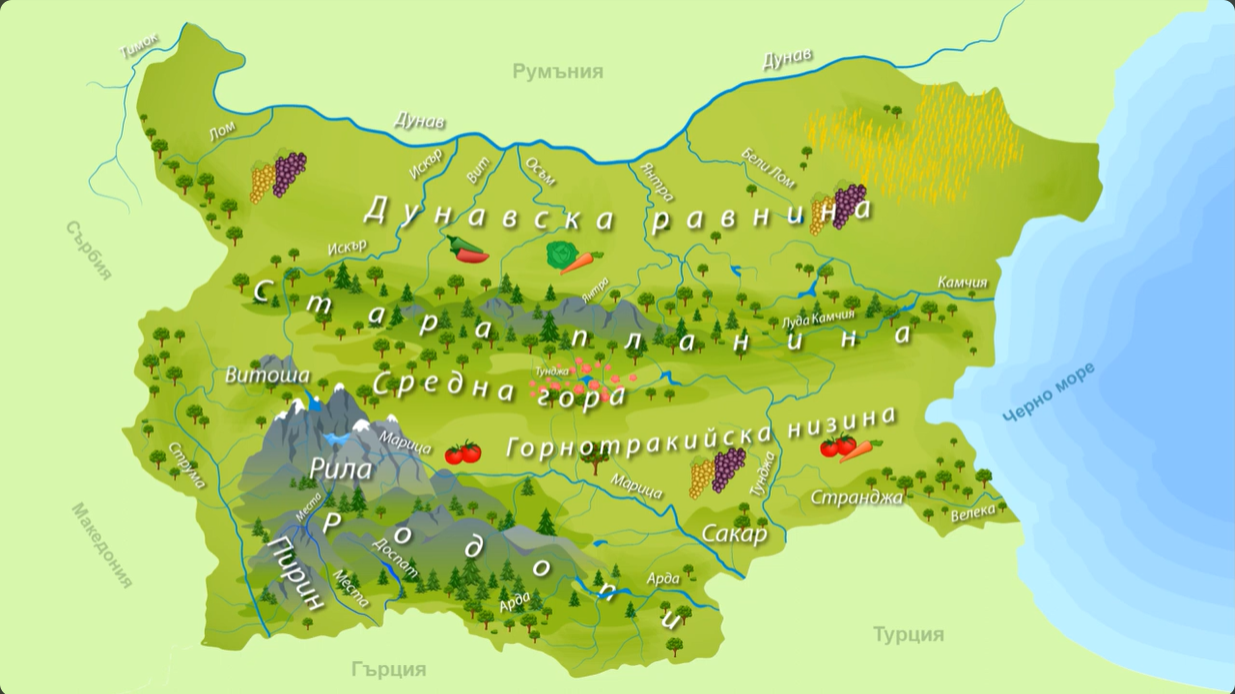 Тимок
Румъния
Дунав
Дунав
Лом
Искър
Вит
Осъм
Янтра
Бели Лом
Дунавска равнина
Сърбия
Искър
Стара планина
Янтра
Камчия
Луда Камчия
Витоша
Средна гора
Тунджа
Черно море
Горнотракийска низина
Марица
Струма
Рила
Марица
Тунджа
Странджа
Велека
Македония
Места
Родопи
Сакар
Пирин
Доспат
Места
Арда
Арда
Турция
Гърция